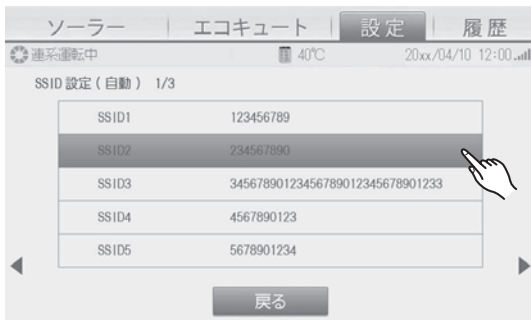 ソーラー エコキュート 設定 履歴
連系運転中 40℃ 20xx/04/10 12:00
SSID設定(自動) 1/3
SSID1 123456789
SSID2 234567890
SSID3 34567890123456789012345678901233
SSID4 4567890123
SSID5 5678901234
戻る